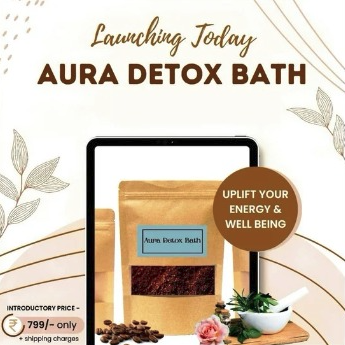 Launching Today
AURA DETOX BATH
UPLIFT YOUR
ENERGY &
WELL BEING
Aura Detox Bath
INTRODUCTORY PRICE -
₹ 799/- only
+ shipping charges